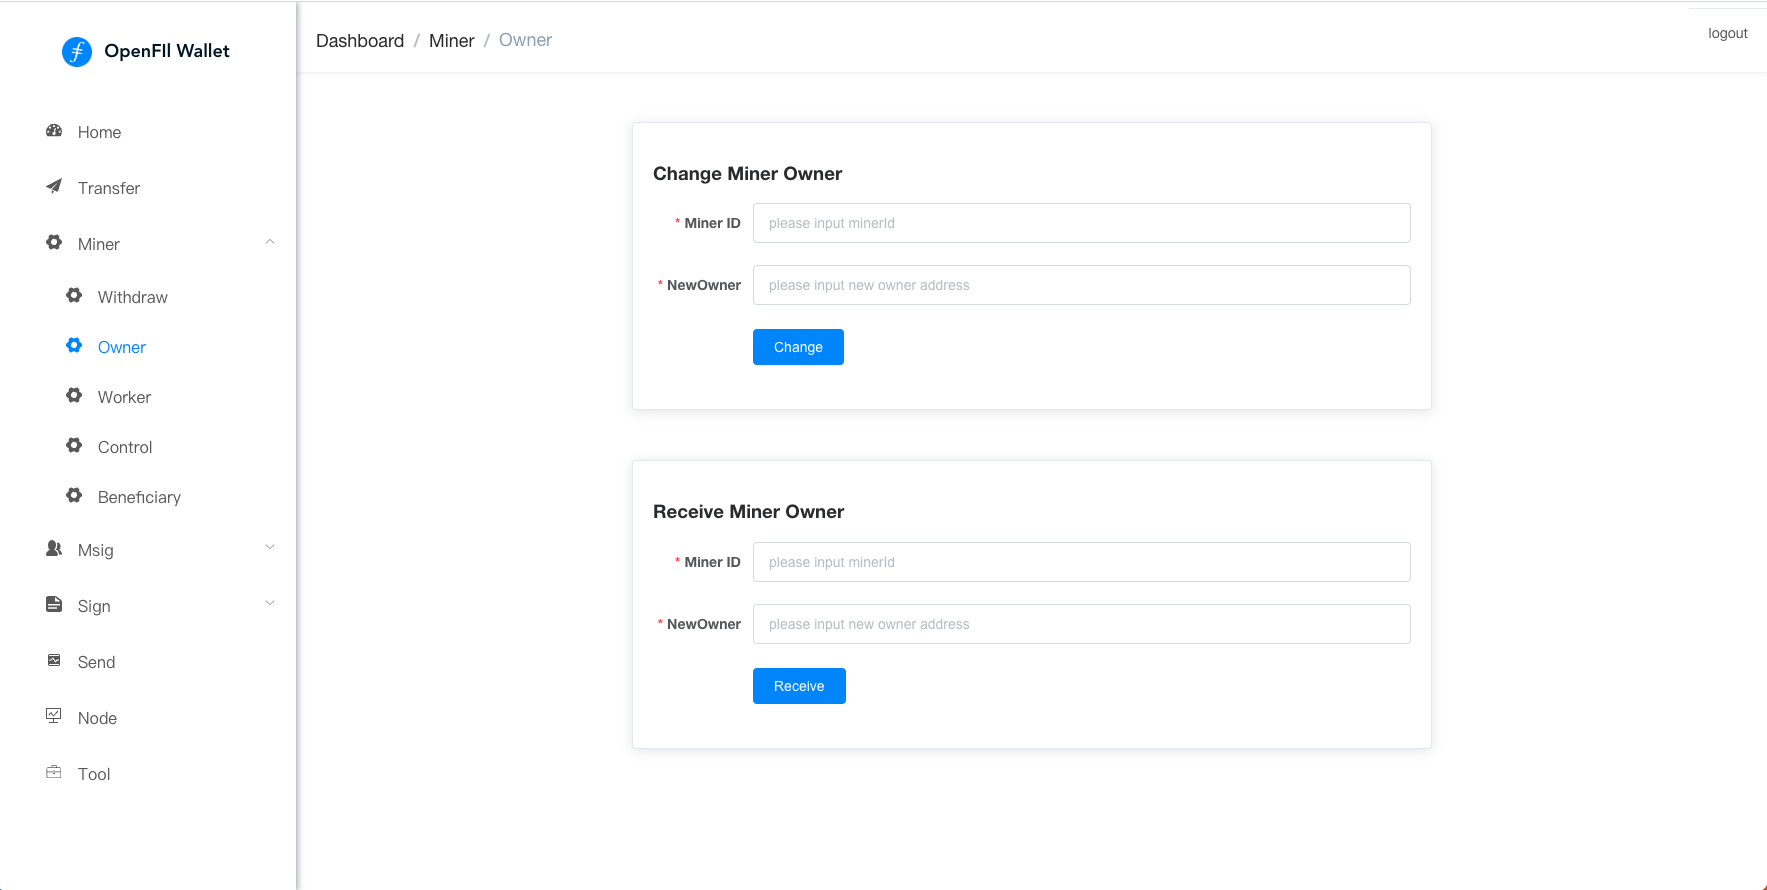 OpenFIl Wallet
Home
Transfer
Miner
Withdraw
Owner
Worker
Control
Beneficiary
Msig
Sign
Send
Node
Tool
Dashboard / Miner / Owner
logout
Change Miner Owner
* Miner ID please input minerId
* NewOwner please input new owner address
Change
Receive Miner Owner
* Miner ID please input minerId
* NewOwner please input new owner address
Receive